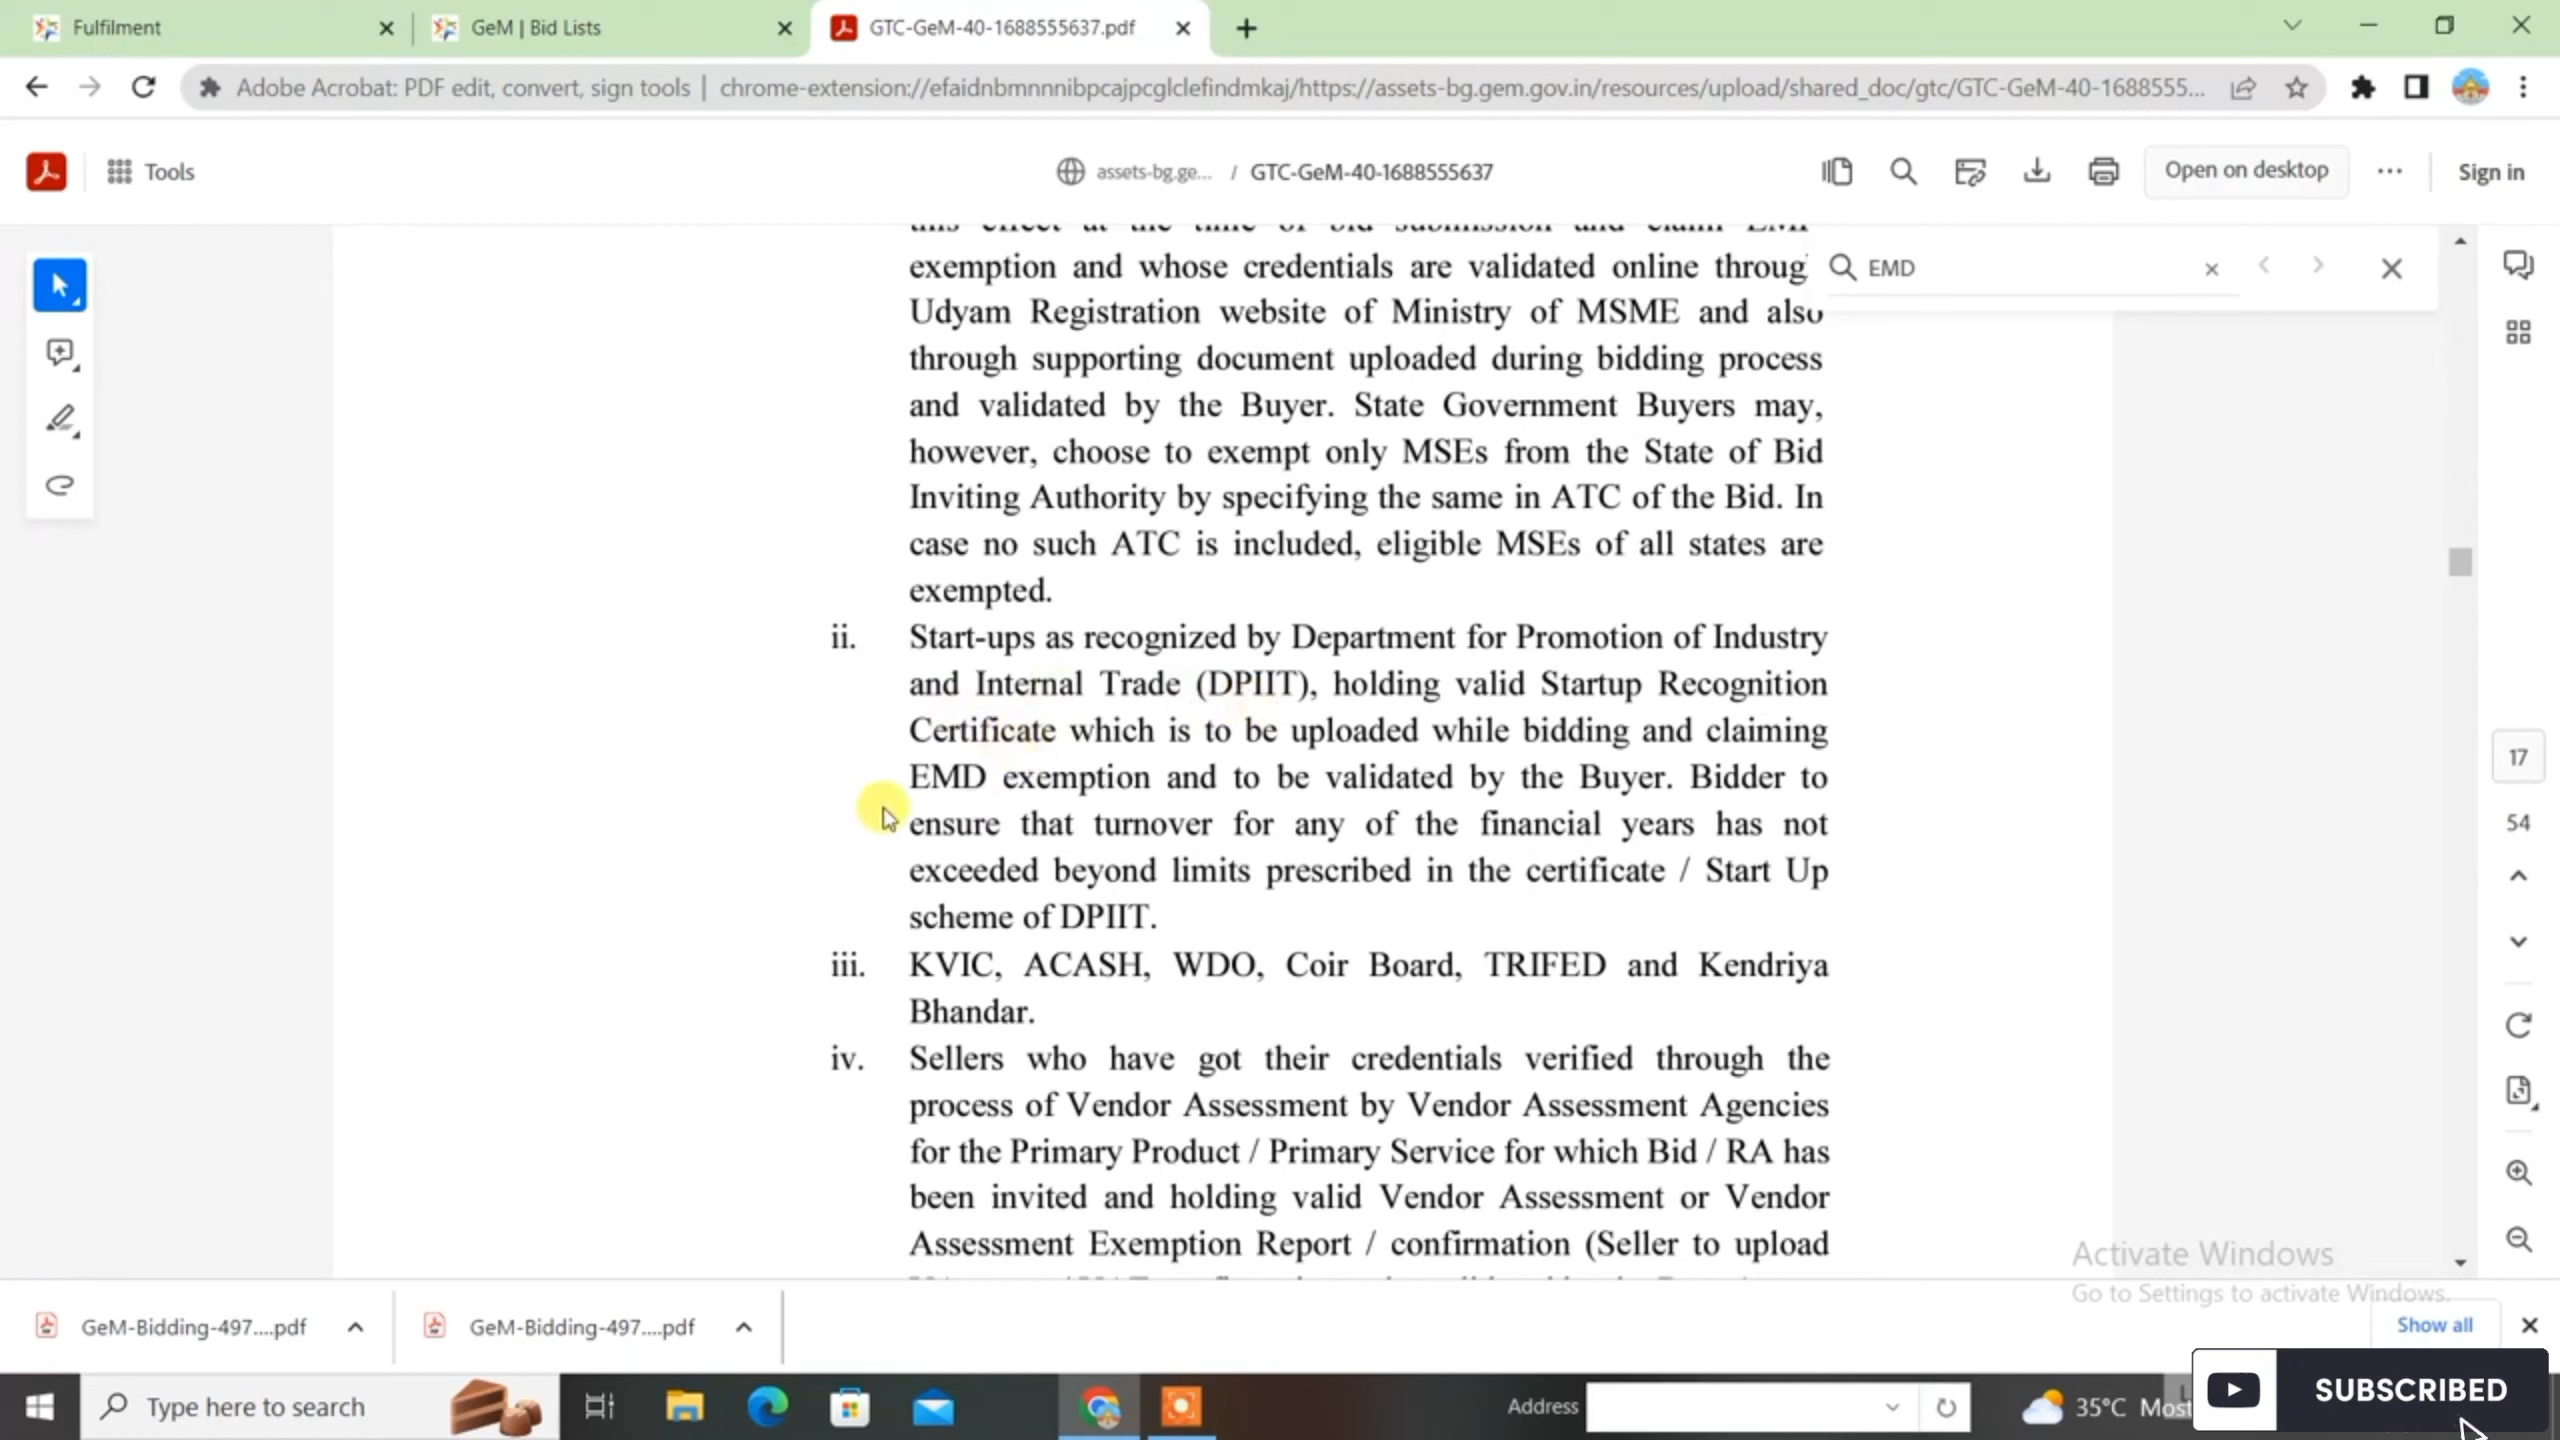 Fulfilment
GeM | Bid Lists
GTC-GeM-40-1688555637.pdf
Adobe Acrobat: PDF edit, convert, sign tools | chrome-extension://efaidnbmnnnibpcajpcglclefindmkaj/https://assets-bg.gem.gov.in/resources/upload/shared_doc/gtc/GTC-GeM-40-1688555...
Tools
assets-bg.ge... / GTC-GeM-40-1688555637
Open on desktop
Sign in
this effect at the time of bid submission and claim EMD
EMD
exemption and whose credentials are validated online throug
Udyam Registration website of Ministry of MSME and also
through supporting document uploaded during bidding process
and validated by the Buyer. State Government Buyers may,
however, choose to exempt only MSEs from the State of Bid
Inviting Authority by specifying the same in ATC of the Bid. In
case no such ATC is included, eligible MSEs of all states are
exempted.
ii. Start-ups as recognized by Department for Promotion of Industry
and Internal Trade (DPIIT), holding valid Startup Recognition
Certificate which is to be uploaded while bidding and claiming
EMD exemption and to be validated by the Buyer. Bidder to
ensure that turnover for any of the financial years has not
exceeded beyond limits prescribed in the certificate / Start Up
scheme of DPIIT.
iii. KVIC, ACASH, WDO, Coir Board, TRIFED and Kendriya
Bhandar.
iv. Sellers who have got their credentials verified through the
process of Vendor Assessment by Vendor Assessment Agencies
for the Primary Product / Primary Service for which Bid / RA has
been invited and holding valid Vendor Assessment or Vendor
Assessment Exemption Report / confirmation (Seller to upload
17
54
Activate Windows
Go to Settings to activate Windows.
GeM-Bidding-497....pdf
GeM-Bidding-497....pdf
Show all
Type here to search
Address
35°C Most
SUBSCRIBED